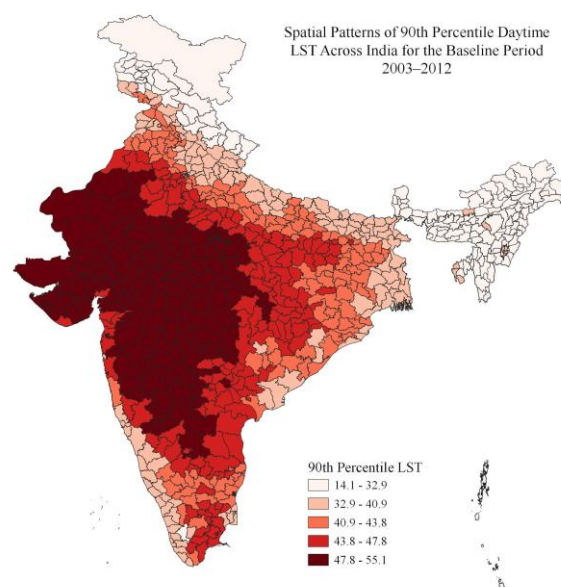 Spatial Patterns of 90th Percentile Daytime
LST Across India for the Baseline Period
2003–2012
90th Percentile LST
14.1 - 32.9
32.9 - 40.9
40.9 - 43.8
43.8 - 47.8
47.8 - 55.1